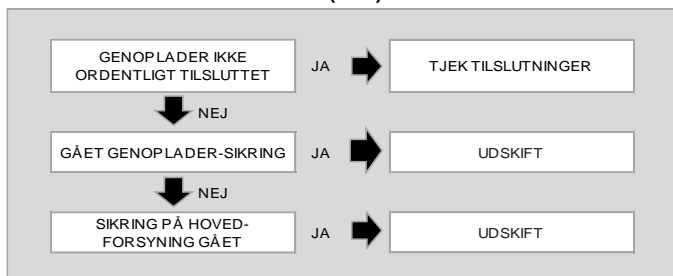 GENOPLADER IKKE
ORDENTLIGT TILSLUTTET
JA
TJEK TILSLUTNINGER
NEJ
GÅET GENOPLADER-SIKRING
JA
UDSKIFT
NEJ
SIKRING PÅ HOVED-
FORSYNING GÅET
JA
UDSKIFT